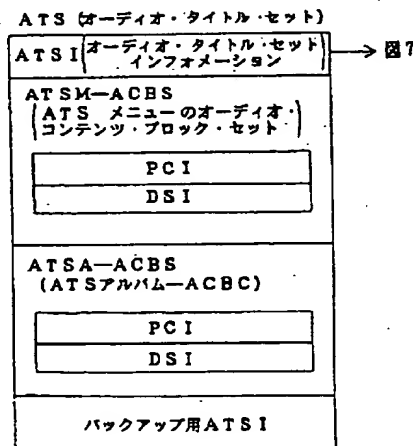 ATS (オーディオ・タイトル・セット)
ATSI(オーディオ・タイトル・セット
インフォメーション) → 図7
ATSM—ACBS
(ATS メニューのオーディオ・
コンテンツ・ブロック・セット)
PCI
DSI
ATSA—ACBS
(ATSアルバム—ACBC)
PCI
DSI
バックアップ用ATSI